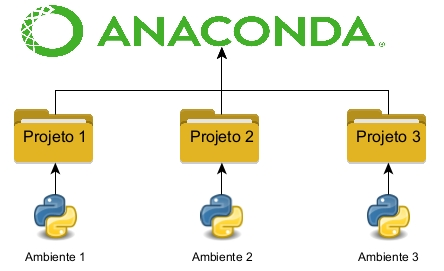 ANACONDA®
Projeto 1 Projeto 2 Projeto 3
Ambiente 1 Ambiente 2 Ambiente 3